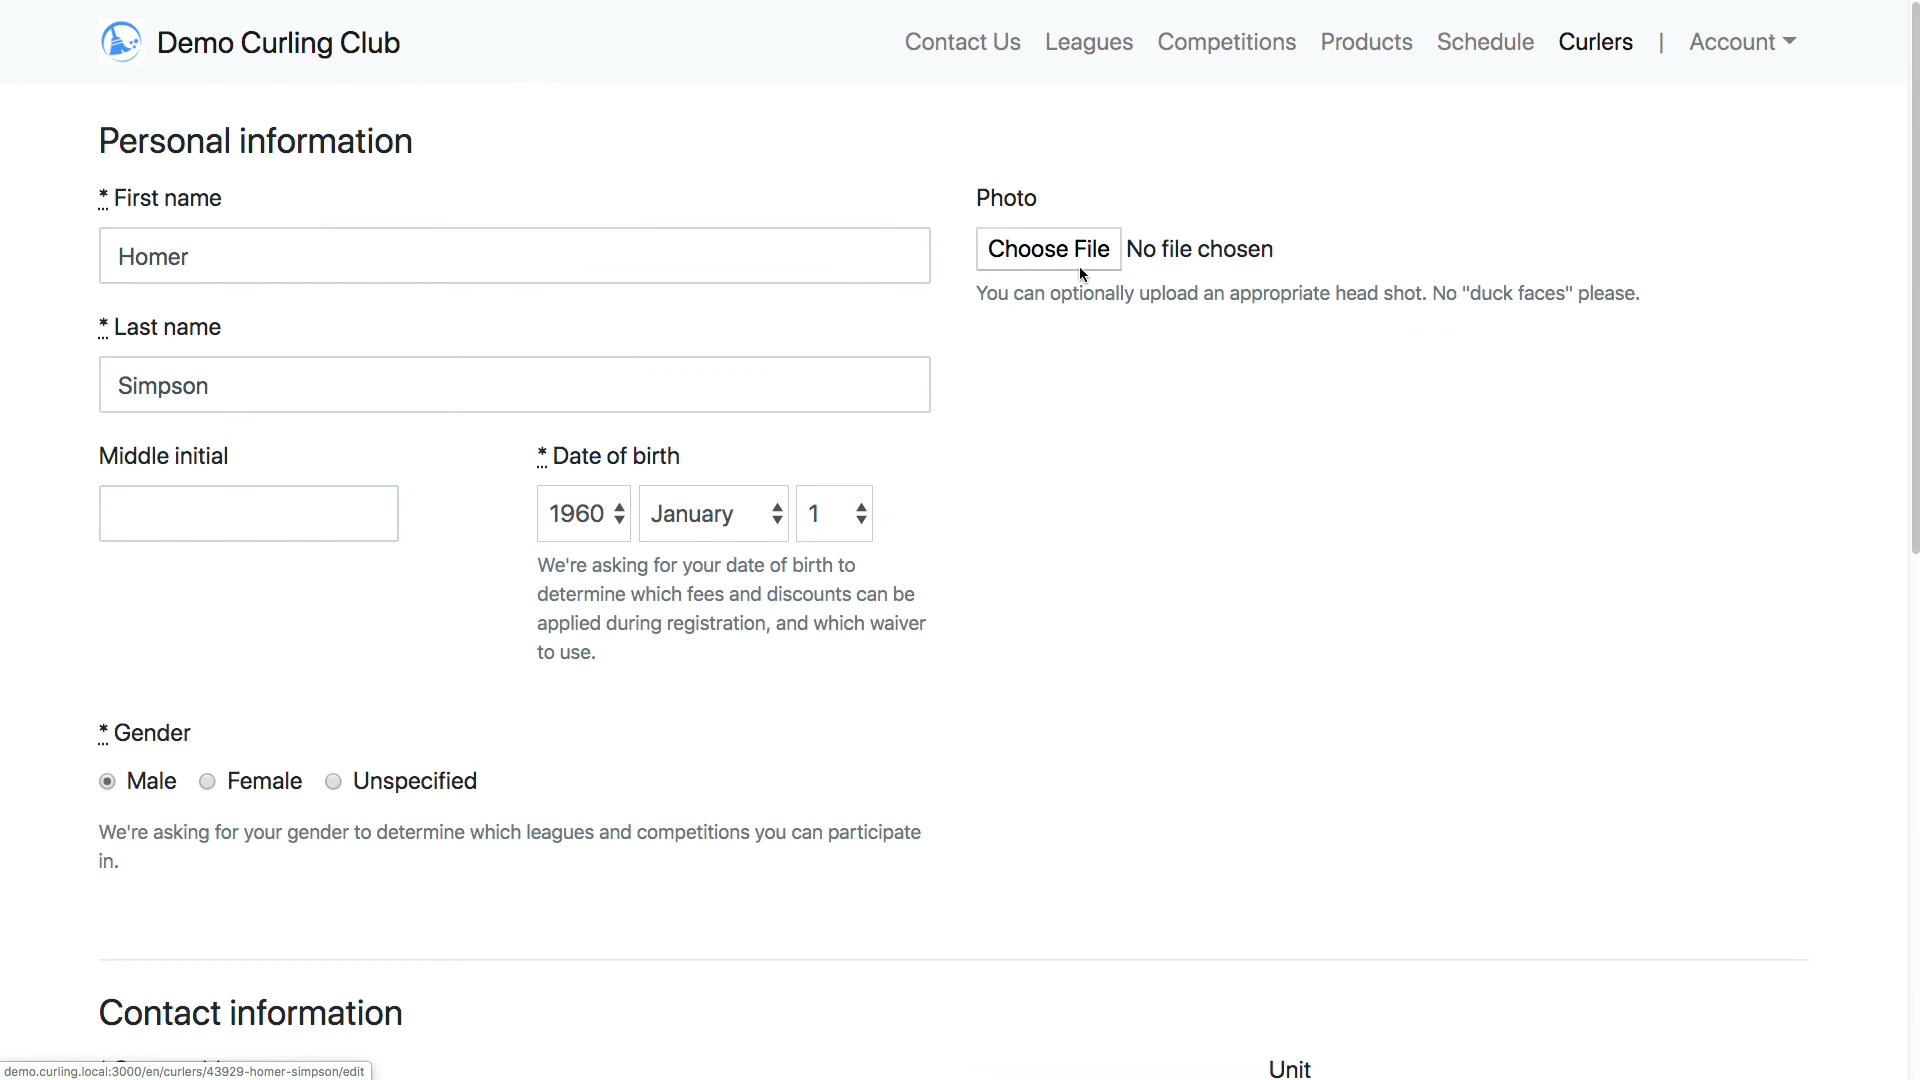 Demo Curling Club
Contact Us Leagues Competitions Products Schedule Curlers | Account
Personal information
* First name
Homer
Photo
Choose File No file chosen
You can optionally upload an appropriate head shot. No "duck faces" please.
* Last name
Simpson
Middle initial
* Date of birth
1960 January 1
We're asking for your date of birth to
determine which fees and discounts can be
applied during registration, and which waiver
to use.
* Gender
Male Female Unspecified
We're asking for your gender to determine which leagues and competitions you can participate
in.
Contact information
Unit
demo.curling.local:3000/en/curlers/43929-homer-simpson/edit